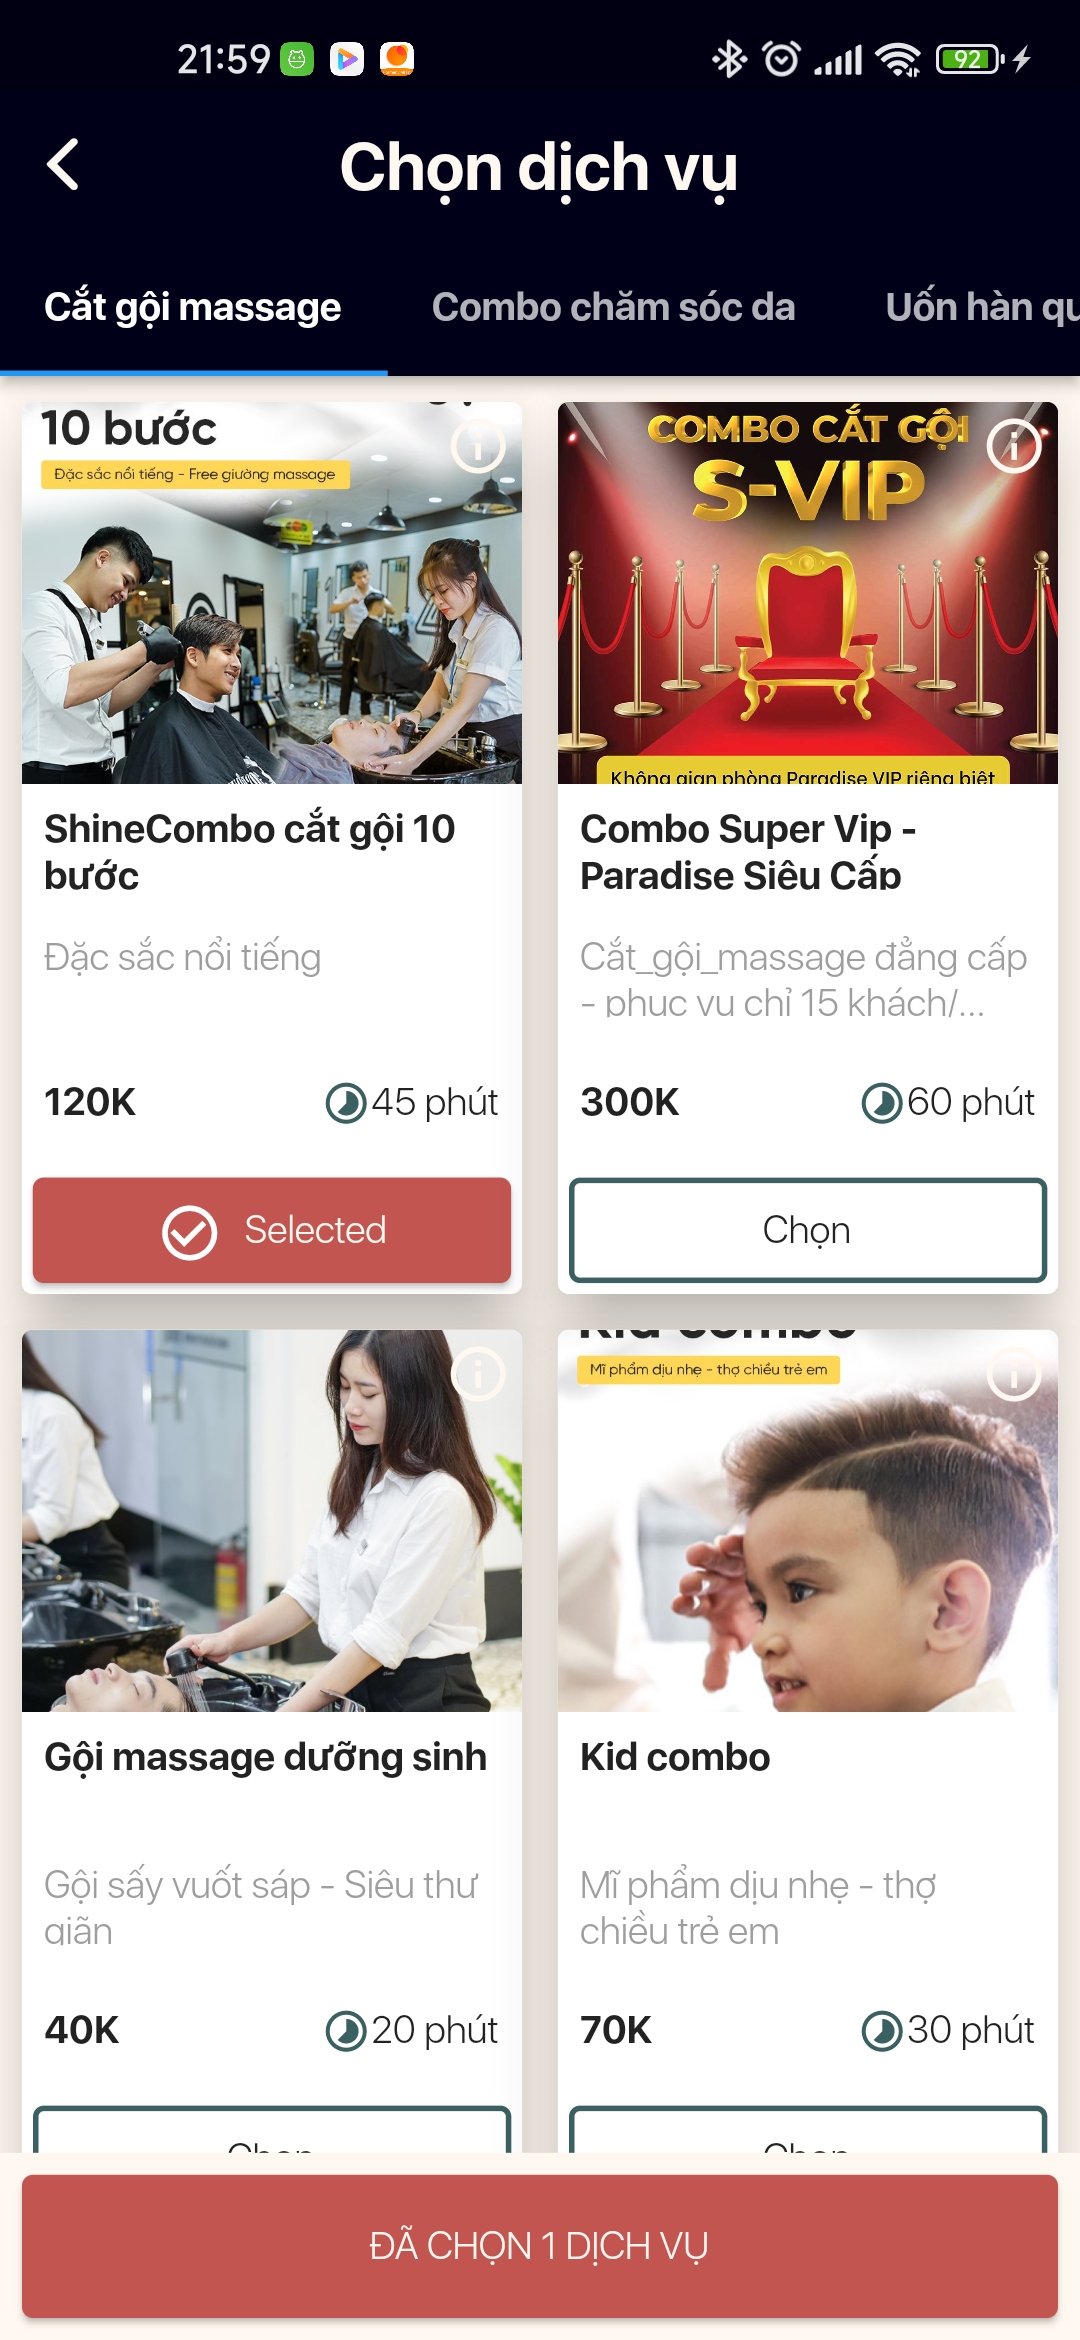 21:59
92
Chọn dịch vụ
Cắt gội massage
Combo chăm sóc da
Uốn hàn qu
10 bước
Đặc sắc nổi tiếng - Free giường massage
COMBO CẮT GỘI
S-VIP
Không gian phòng Paradise VIP riêng biệt
ShineCombo cắt gội 10
bước
Đặc sắc nổi tiếng
120K
45 phút
Selected
Combo Super Vip -
Paradise Siêu Cấp
Cắt_gội_massage đẳng cấp
- phục vụ chỉ 15 khách/...
300K
60 phút
Chọn
Gội massage dưỡng sinh
Gội sấy vuốt sáp - Siêu thư
giãn
40K
20 phút
Chọn
Kid combo
Mĩ phẩm dịu nhẹ - thợ chiều trẻ em
Kid combo
Mĩ phẩm dịu nhẹ - thợ
chiều trẻ em
70K
30 phút
Chọn
ĐÃ CHỌN 1 DỊCH VỤ